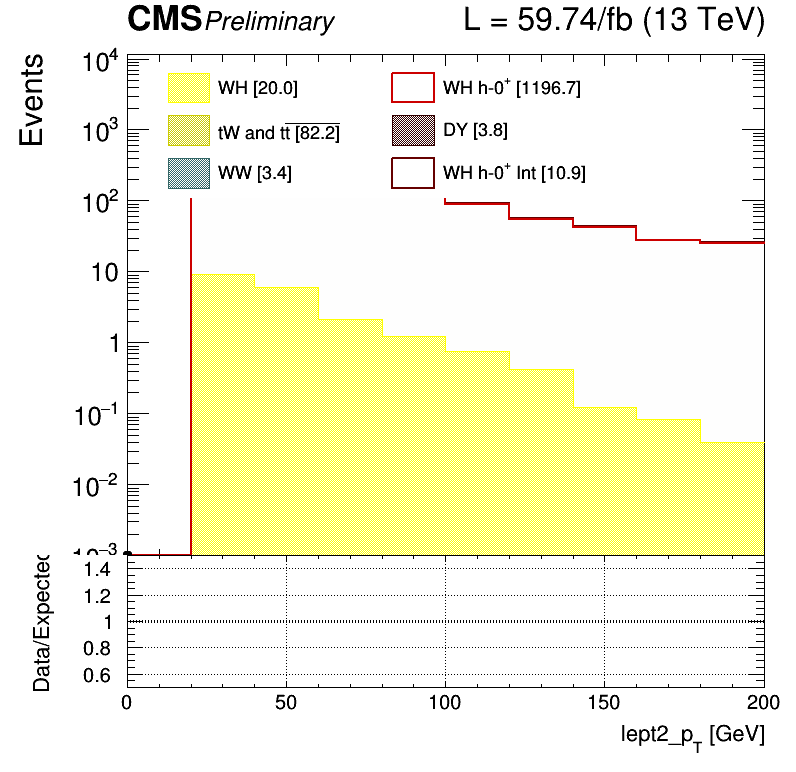 CMS Preliminary L = 59.74/fb (13 TeV)
Events
10⁴
10³
10²
10
1
10⁻¹
10⁻²
10⁻³
WH [20.0] WH h-0⁺ [1196.7]
tW and tt [82.2] DY [3.8]
WW [3.4] WH h-0⁺ Int [10.9]
Data/Expected
1.4
1.2
1
0.8
0.6
0 50 100 150 200
lept2_p_T [GeV]